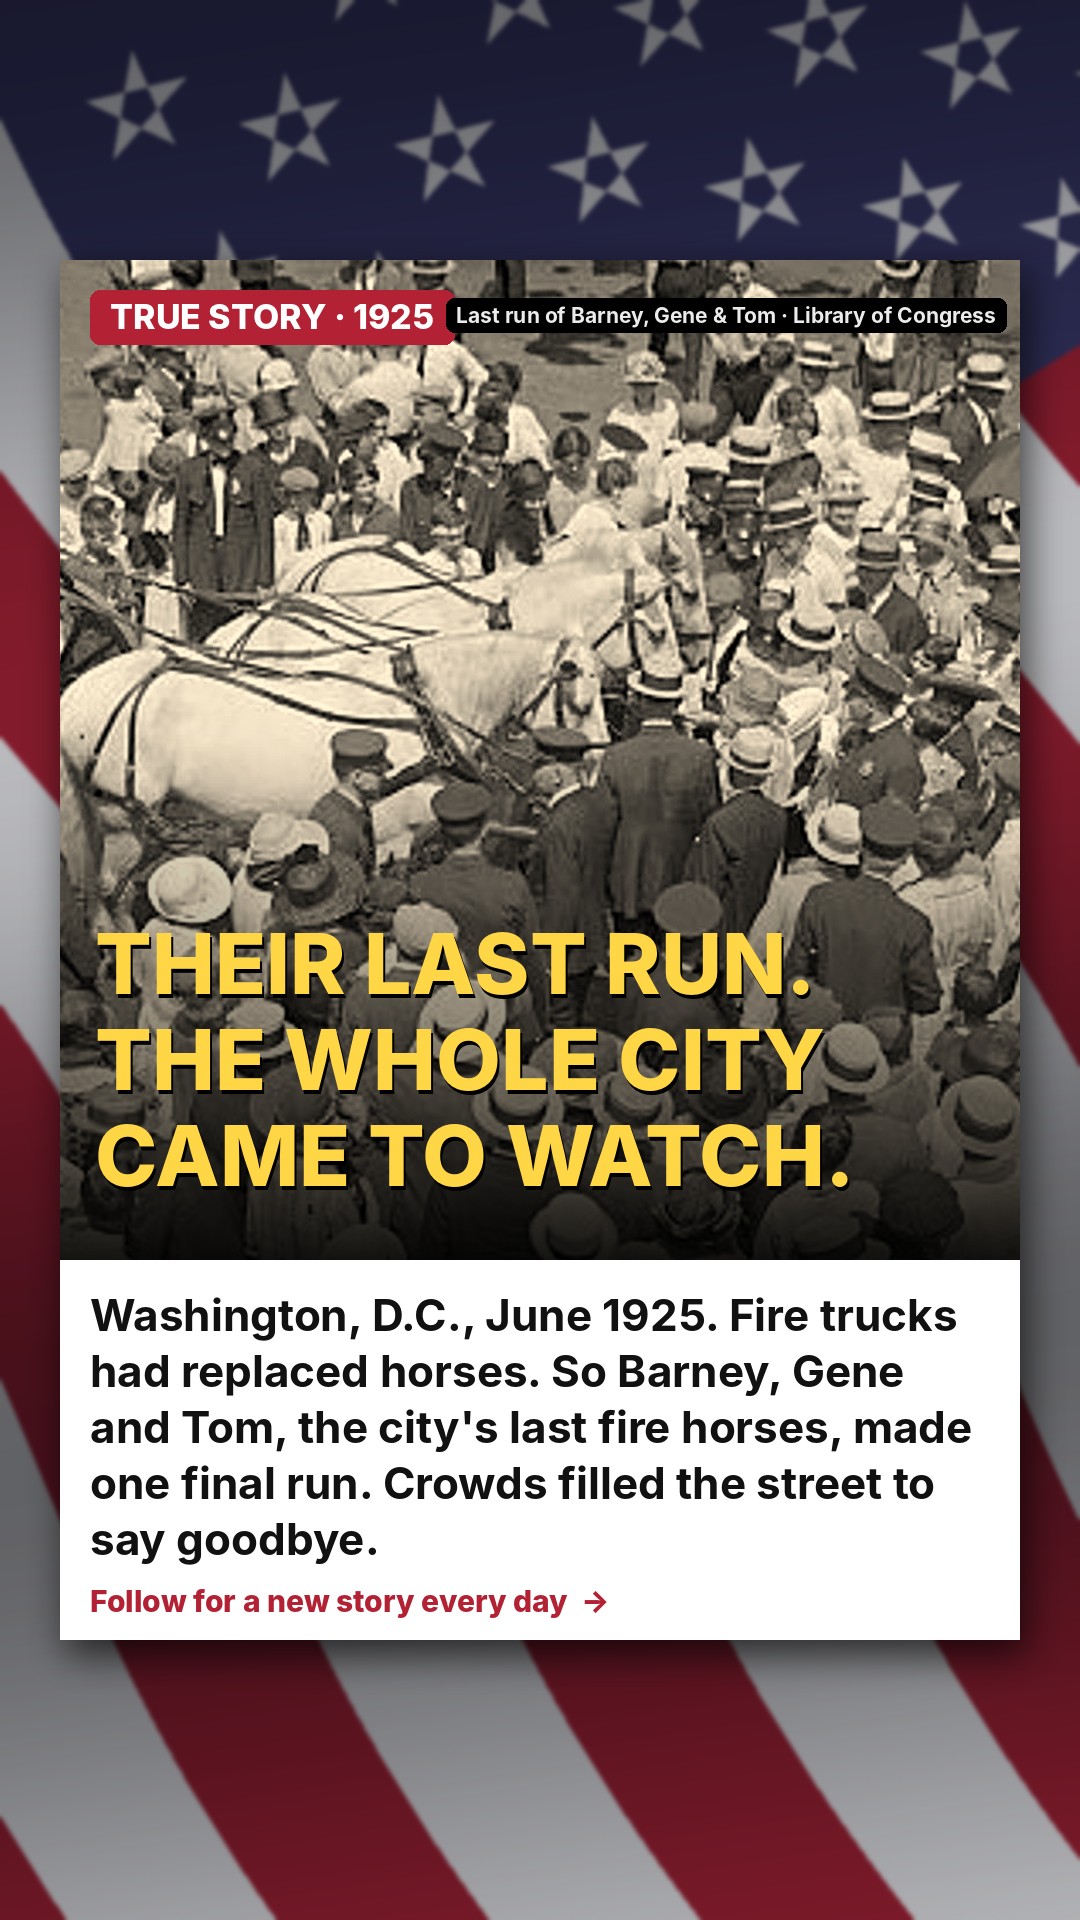 TRUE STORY · 1925
Last run of Barney, Gene & Tom · Library of Congress
THEIR LAST RUN.
THE WHOLE CITY
CAME TO WATCH.
Washington, D.C., June 1925. Fire trucks
had replaced horses. So Barney, Gene
and Tom, the city's last fire horses, made
one final run. Crowds filled the street to
say goodbye.
Follow for a new story every day →